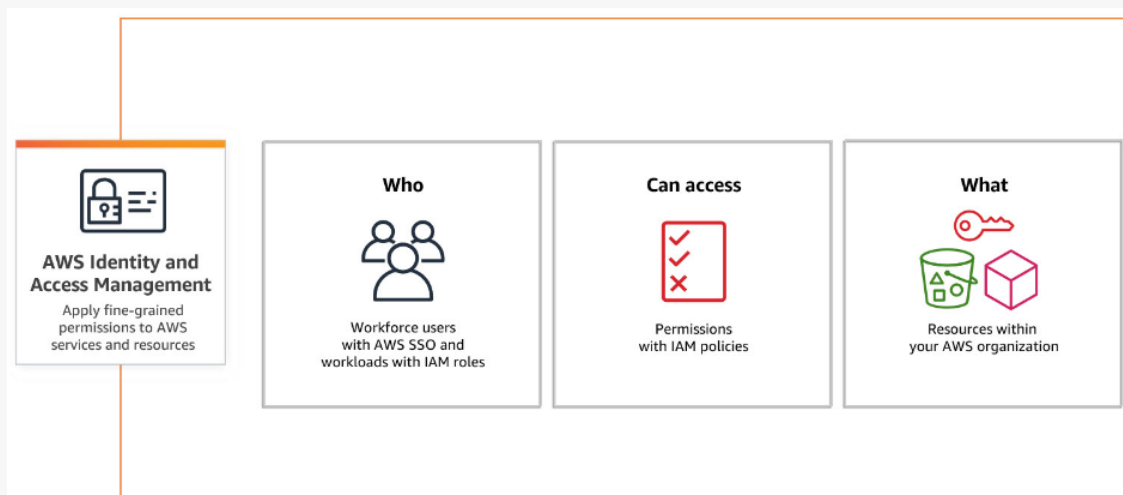 AWS Identity and
Access Management
Apply fine-grained
permissions to AWS
services and resources
Who
Workforce users
with AWS SSO and
workloads with IAM roles
Can access
Permissions
with IAM policies
What
Resources within
your AWS organization